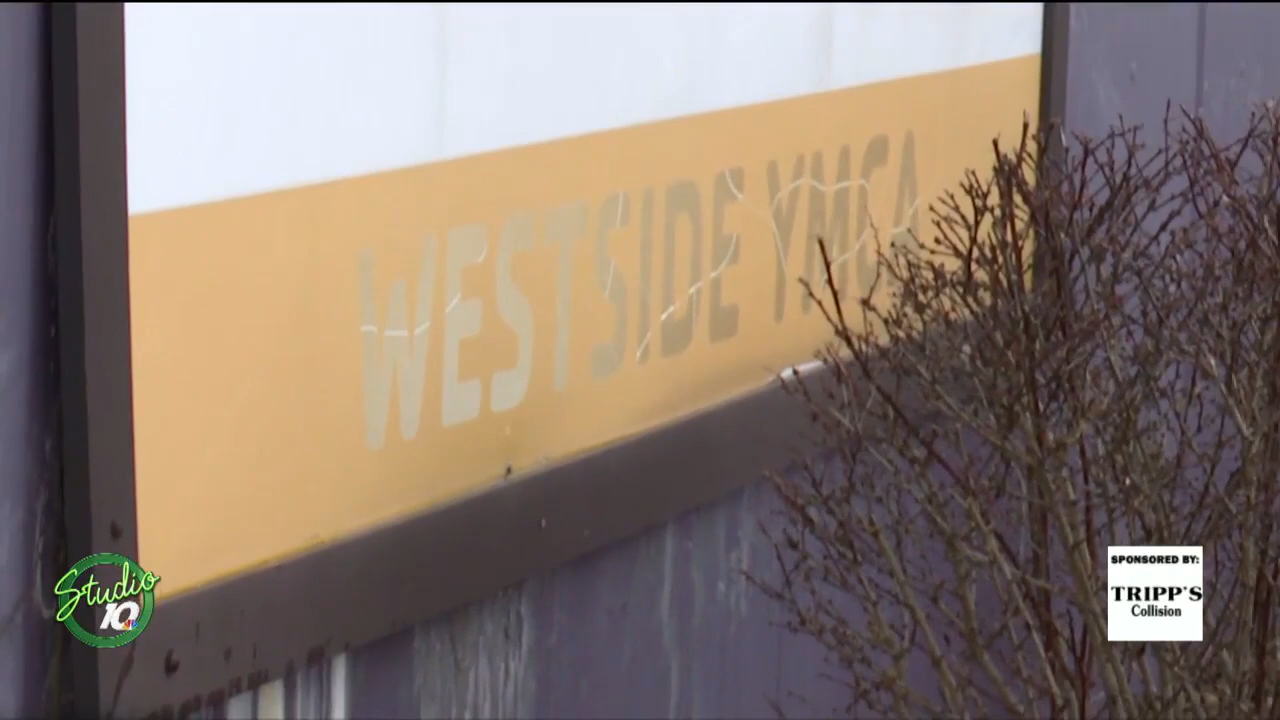 WESTSIDE YMCA
Studio
10
SPONSORED BY:
TRIPP'S
Collision